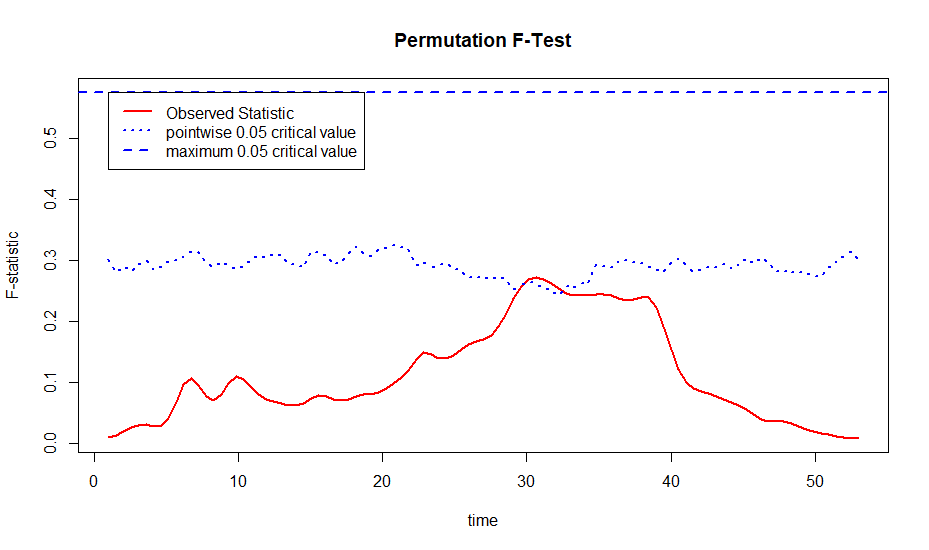 Permutation F-Test
Observed Statistic
pointwise 0.05 critical value
maximum 0.05 critical value
F-statistic
0.5
0.4
0.3
0.2
0.1
0.0
0 10 20 30 40 50
time